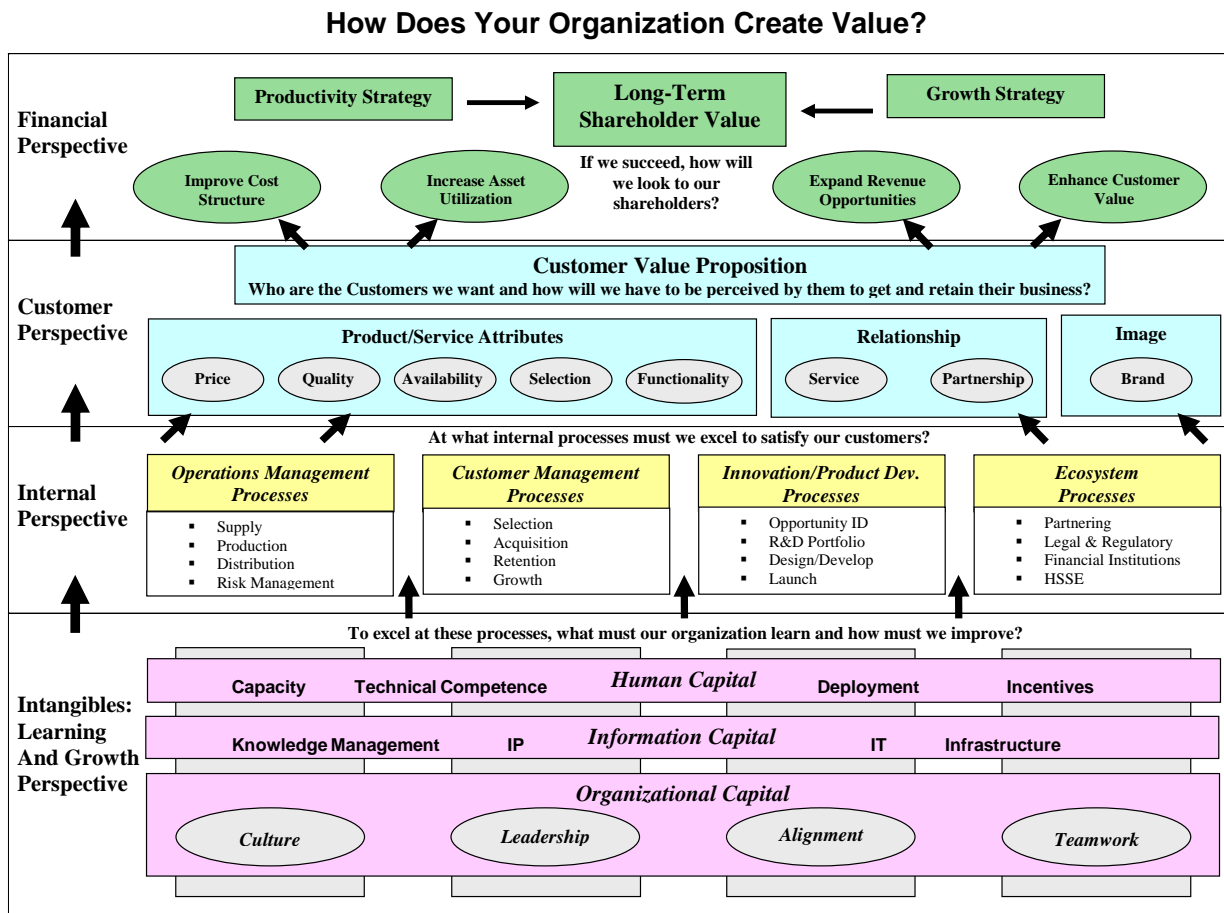 How Does Your Organization Create Value?
Financial
Perspective
Productivity Strategy
Long-Term
Shareholder Value
Growth Strategy
If we succeed, how will
we look to our
shareholders?
Improve Cost
Structure
Increase Asset
Utilization
Expand Revenue
Opportunities
Enhance Customer
Value
Customer
Perspective
Customer Value Proposition
Who are the Customers we want and how will we have to be perceived by them to get and retain their business?
Product/Service Attributes
Price
Quality
Availability
Selection
Functionality
Relationship
Service
Partnership
Image
Brand
Internal
Perspective
At what internal processes must we excel to satisfy our customers?
Operations Management
Processes
▪ Supply
▪ Production
▪ Distribution
▪ Risk Management
Customer Management
Processes
▪ Selection
▪ Acquisition
▪ Retention
▪ Growth
Innovation/Product Dev.
Processes
▪ Opportunity ID
▪ R&D Portfolio
▪ Design/Develop
▪ Launch
Ecosystem
Processes
▪ Partnering
▪ Legal & Regulatory
▪ Financial Institutions
▪ HSSE
Intangibles:
Learning
And Growth
Perspective
To excel at these processes, what must our organization learn and how must we improve?
Capacity Technical Competence Human Capital Deployment Incentives
Knowledge Management IP Information Capital IT Infrastructure
Organizational Capital
Culture
Leadership
Alignment
Teamwork